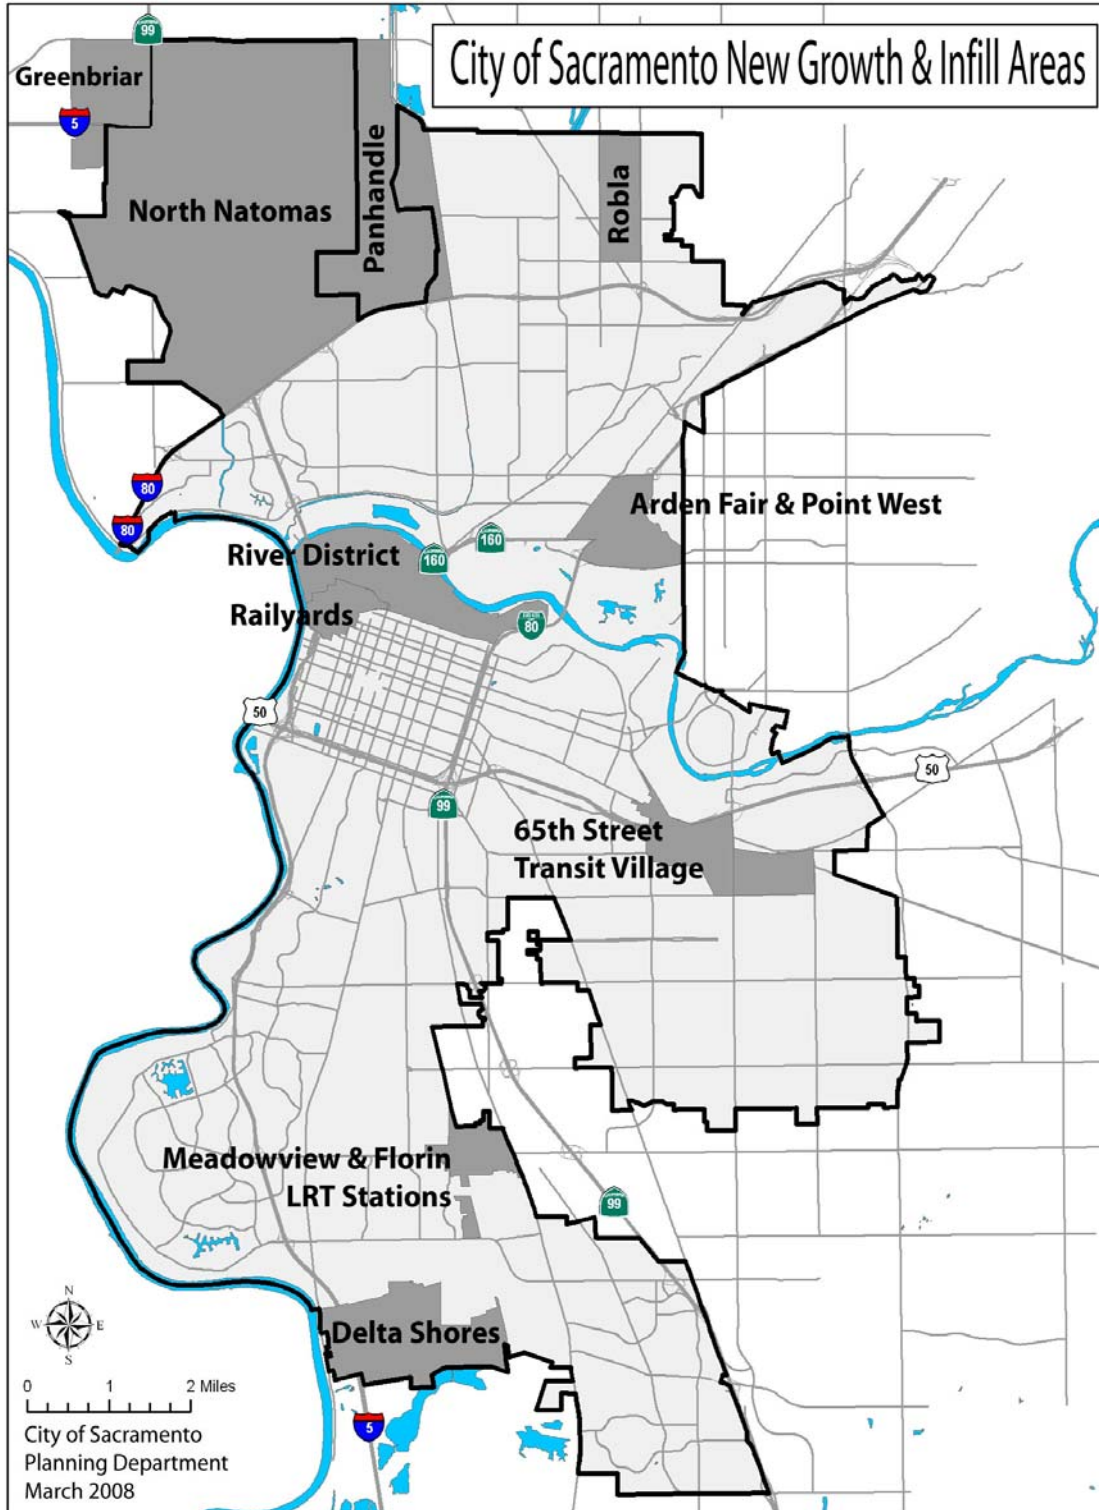 99
City of Sacramento New Growth & Infill Areas
Greenbriar
5
Panhandle
Robla
North Natomas
80
80
Arden Fair & Point West
160
160
River District
Railyards
80
50
50
99
65th Street
Transit Village
Meadowview & Florin
LRT Stations
99
N
W E
S
Delta Shores
0 1 2 Miles
5
City of Sacramento
Planning Department
March 2008